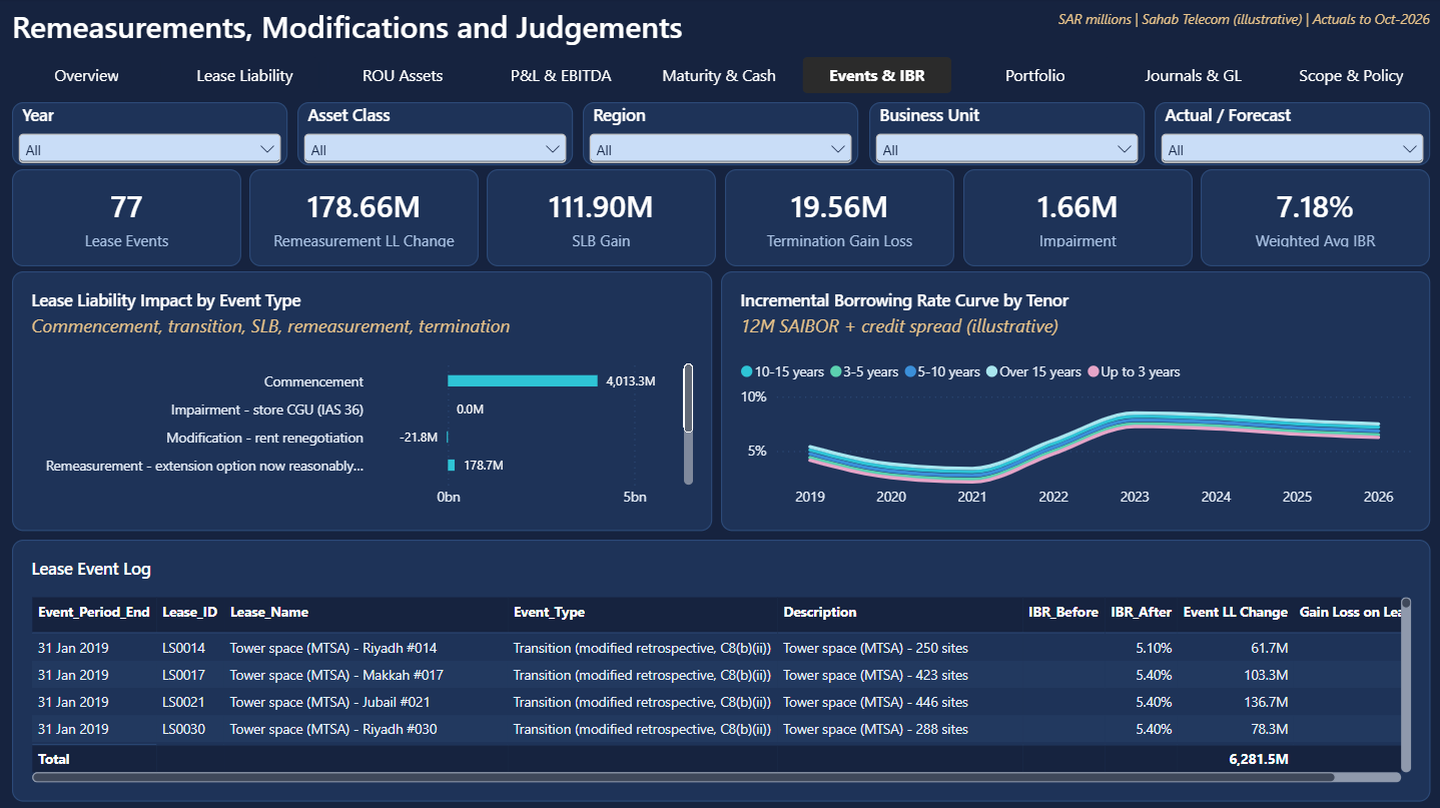 Remeasurements, Modifications and Judgements
SAR millions | Sahab Telecom (illustrative) | Actuals to Oct-2026
Overview Lease Liability ROU Assets P&L & EBITDA Maturity & Cash Events & IBR Portfolio Journals & GL Scope & Policy
Year Asset Class Region Business Unit Actual / Forecast
All All All All All
77 178.66M 111.90M 19.56M 1.66M 7.18%
Lease Events Remeasurement LL Change SLB Gain Termination Gain Loss Impairment Weighted Avg IBR
Lease Liability Impact by Event Type
Commencement, transition, SLB, remeasurement, termination
Commencement 4,013.3M
Impairment - store CGU (IAS 36) 0.0M
Modification - rent renegotiation -21.8M
Remeasurement - extension option now reasonably... 178.7M
0bn 5bn
Incremental Borrowing Rate Curve by Tenor
12M SAIBOR + credit spread (illustrative)
10-15 years 3-5 years 5-10 years Over 15 years Up to 3 years
10%
5%
2019 2020 2021 2022 2023 2024 2025 2026
Lease Event Log
Event_Period_End Lease_ID Lease_Name Event_Type Description IBR_Before IBR_After Event LL Change Gain Loss on Lea
31 Jan 2019 LS0014 Tower space (MTSA) - Riyadh #014 Transition (modified retrospective, C8(b)(ii)) Tower space (MTSA) - 250 sites 5.10% 61.7M
31 Jan 2019 LS0017 Tower space (MTSA) - Makkah #017 Transition (modified retrospective, C8(b)(ii)) Tower space (MTSA) - 423 sites 5.40% 103.3M
31 Jan 2019 LS0021 Tower space (MTSA) - Jubail #021 Transition (modified retrospective, C8(b)(ii)) Tower space (MTSA) - 446 sites 5.40% 136.7M
31 Jan 2019 LS0030 Tower space (MTSA) - Riyadh #030 Transition (modified retrospective, C8(b)(ii)) Tower space (MTSA) - 288 sites 5.40% 78.3M
Total 6,281.5M